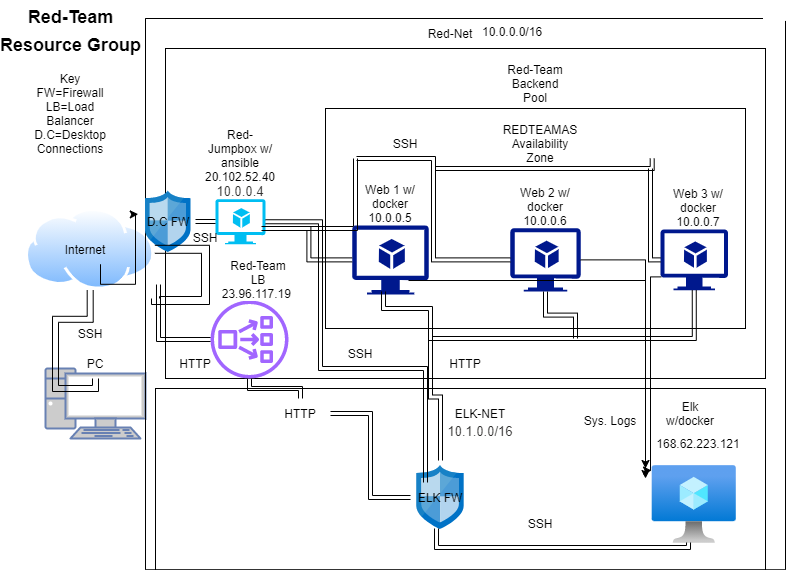 Red-Team
Resource Group
Key
FW=Firewall
LB=Load
Balancer
D.C=Desktop
Connections
Red-Net 10.0.0.0/16
Red-Team
Backend
Pool
REDTEAMAS
Availability
Zone
SSH
Red-
Jumpbox w/
ansible
20.102.52.40
10.0.0.4
Web 1 w/
docker
10.0.0.5
Web 2 w/
docker
10.0.0.6
Web 3 w/
docker
10.0.0.7
D.C FW
SSH
Internet
Red-Team
LB
23.96.117.19
SSH
PC
HTTP
SSH
HTTP
HTTP
ELK-NET
10.1.0.0/16
Sys. Logs
Elk
w/docker
168.62.223.121
ELK FW
SSH